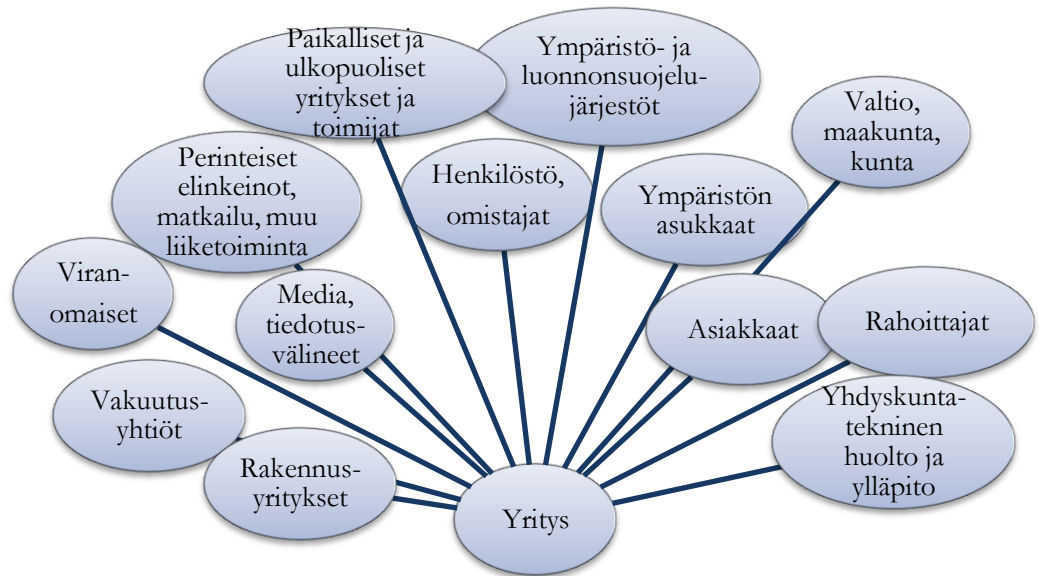 Paikalliset ja
ulkopuoliset
yritykset ja
toimijat
Ympäristö- ja
luonnonsuojelu-
järjestöt
Valtio,
maakunta,
kunta
Perinteiset
elinkeinot,
matkailu, muu
liiketoiminta
Henkilöstö,
omistajat
Ympäristön
asukkaat
Viran-
omaiset
Media,
tiedotus-
välineet
Asiakkaat
Rahoittajat
Vakuutus-
yhtiöt
Rakennus-
yritykset
Yhdyskunta-
tekninen
huolto ja
ylläpito
Yritys